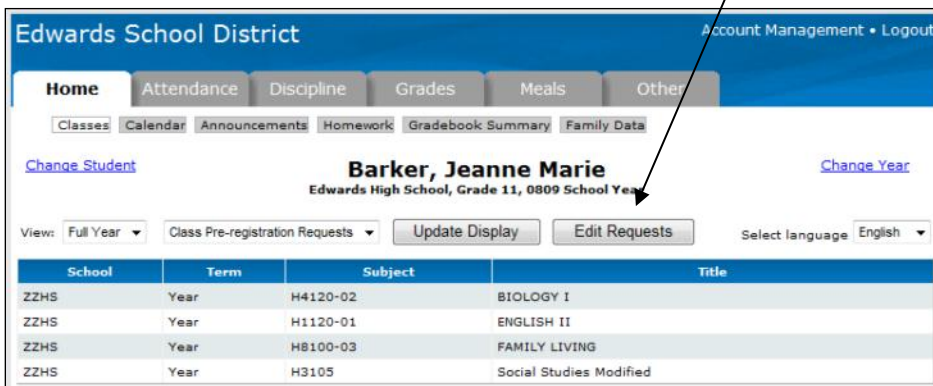 Edwards School District
Account Management • Logout
Home Attendance Discipline Grades Meals Other
Classes Calendar Announcements Homework Gradebook Summary Family Data
Change Student
Barker, Jeanne Marie
Change Year
Edwards High School, Grade 11, 0809 School Year
View: Full Year Class Pre-registration Requests Update Display Edit Requests Select language English
School Term Subject Title
ZZHS Year H4120-02 BIOLOGY I
ZZHS Year H1120-01 ENGLISH II
ZZHS Year H8100-03 FAMILY LIVING
ZZHS Year H3105 Social Studies Modified